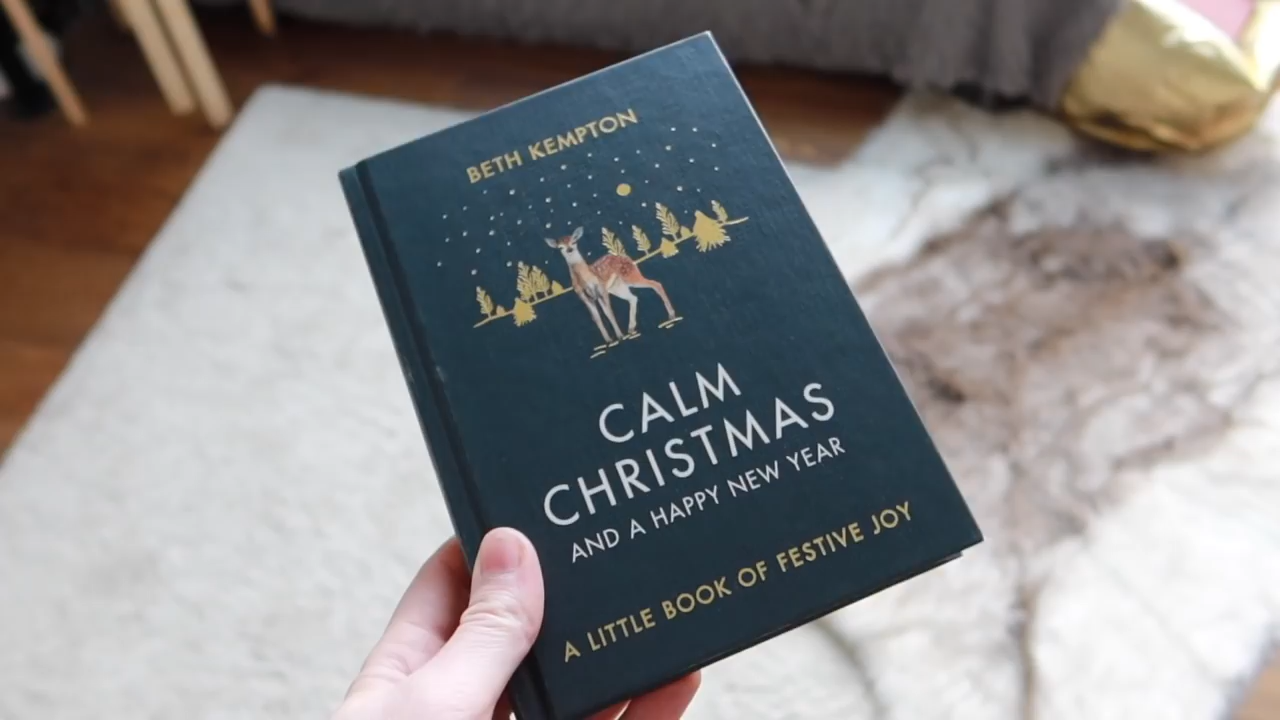 BETH KEMPTON
CALM
CHRISTMAS
AND A HAPPY NEW YEAR
A LITTLE BOOK OF FESTIVE JOY